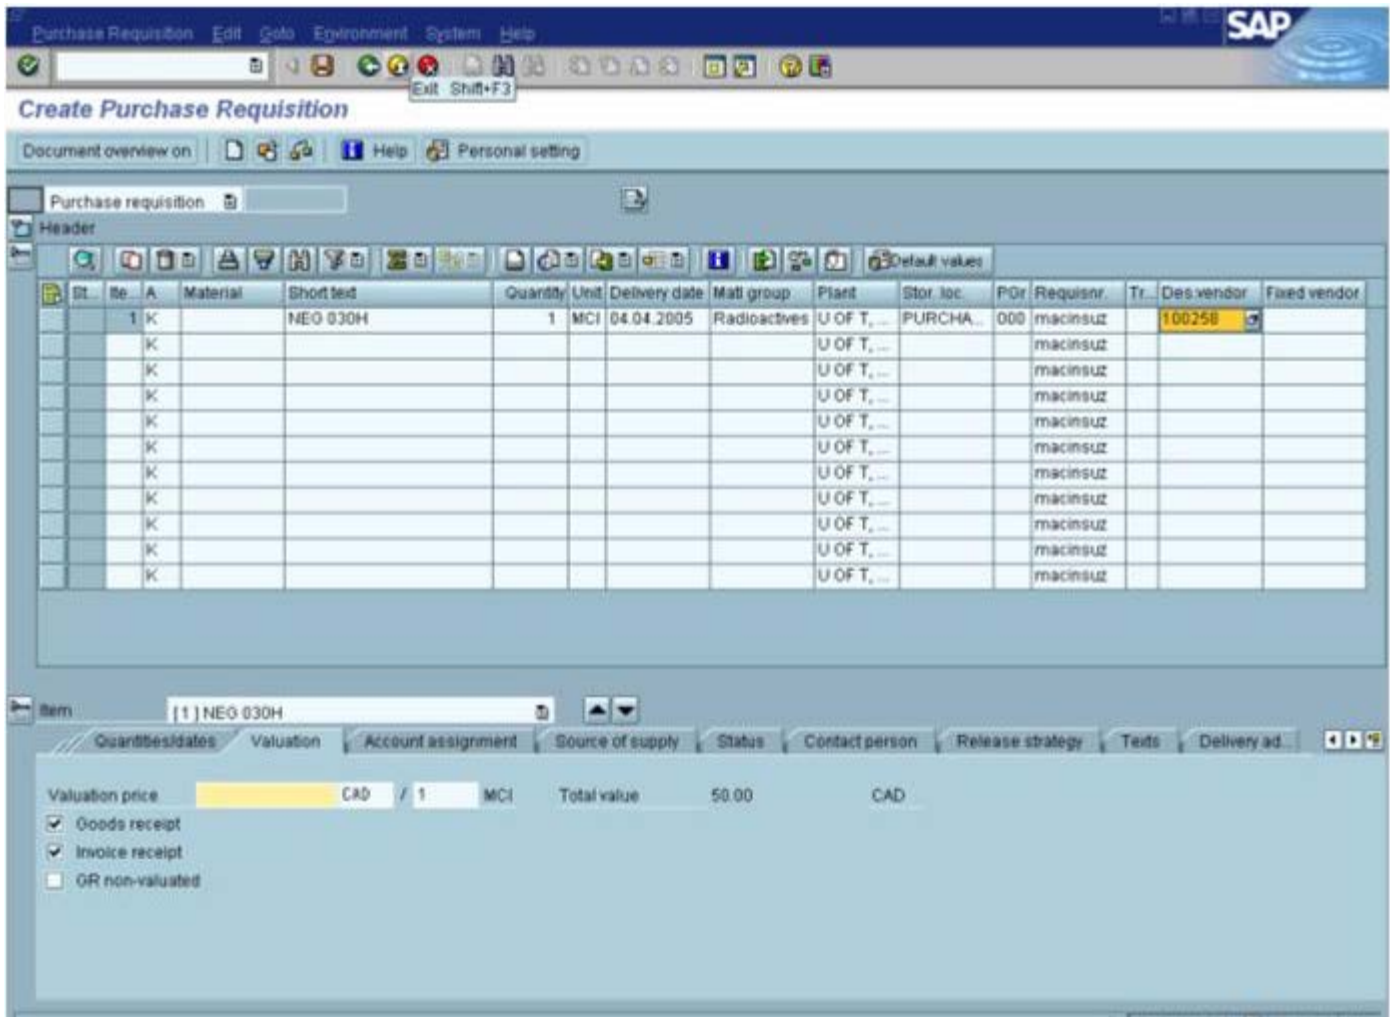 Purchase Requisition Edit Goto Environment System Help
SAP
Exit Shift+F3
Create Purchase Requisition
Document overview on Help Personal setting
Purchase requisition
Header
Default values
St... Ite... A Material Short text Quantity Unit Delivery date Matl group Plant Stor. loc. PGr Requisnr. Tr... Des.vendor Fixed vendor
1 K NEG 030H 1 MCI 04.04.2005 Radioactives U OF T, ... PURCHA... 000 macinsuz 100258
K U OF T, ... macinsuz
K U OF T, ... macinsuz
K U OF T, ... macinsuz
K U OF T, ... macinsuz
K U OF T, ... macinsuz
K U OF T, ... macinsuz
K U OF T, ... macinsuz
K U OF T, ... macinsuz
K U OF T, ... macinsuz
K U OF T, ... macinsuz
Item [ 1 ] NEG 030H
Quantities/dates Valuation Account assignment Source of supply Status Contact person Release strategy Texts Delivery ad...
Valuation price CAD / 1 MCI Total value 50.00 CAD
Goods receipt
Invoice receipt
GR non-valuated